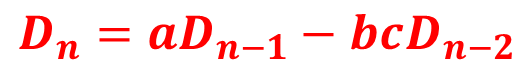 Dₙ = aDₙ₋₁ − bcDₙ₋₂